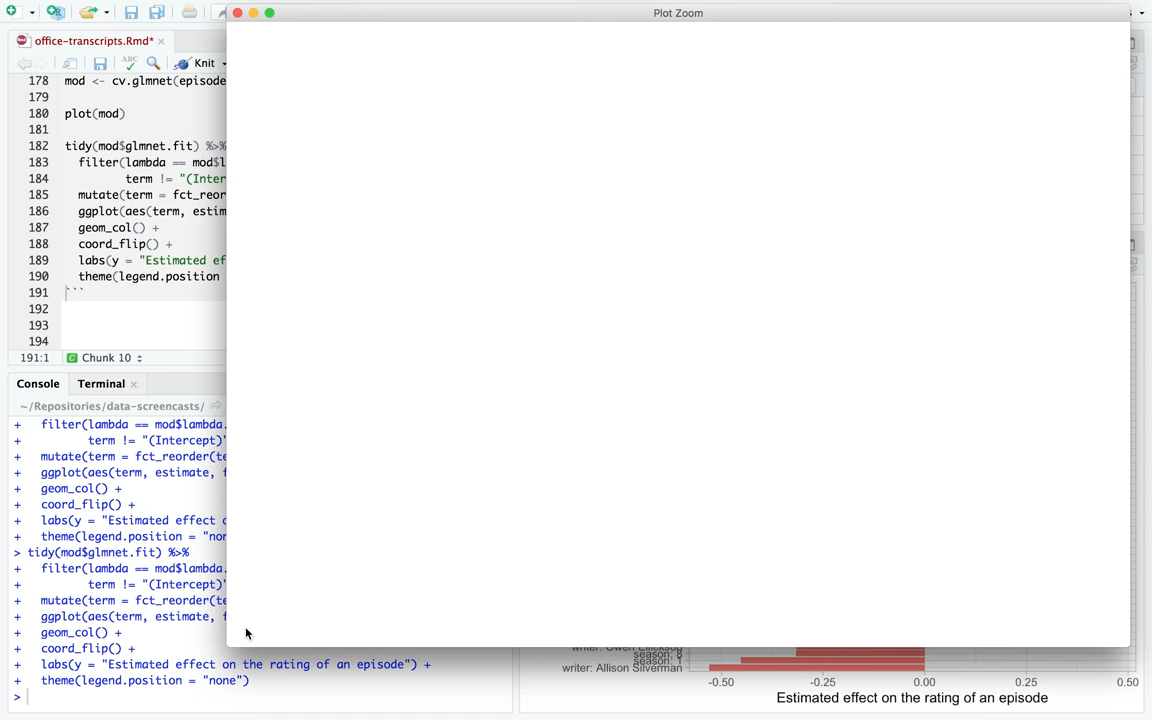 Plot Zoom
office-transcripts.Rmd*
ABC
Knit
178 mod <- cv.glmnet(episode
179
180 plot(mod)
181
182 tidy(mod$glmnet.fit) %>%
183 filter(lambda == mod$l
184 term != "(Inter
185 mutate(term = fct_reor
186 ggplot(aes(term, estim
187 geom_col() +
188 coord_flip() +
189 labs(y = "Estimated ef
190 theme(legend.position
191 ```
192
193
194
191:1 C Chunk 10
Console Terminal
~/Repositories/data-screencasts/
+ filter(lambda == mod$lambda.
+ term != "(Intercept)"
+ mutate(term = fct_reorder(te
+ ggplot(aes(term, estimate, f
+ geom_col() +
+ coord_flip() +
+ labs(y = "Estimated effect o
+ theme(legend.position = "non
> tidy(mod$glmnet.fit) %>%
+ filter(lambda == mod$lambda.
+ term != "(Intercept)"
+ mutate(term = fct_reorder(te
+ ggplot(aes(term, estimate, f
+ geom_col() +
+ coord_flip() +
+ labs(y = "Estimated effect on the rating of an episode") +
+ theme(legend.position = "none")
>
season: 8
season: 1
writer: Allison Silverman
-0.50 -0.25 0.00 0.25 0.50
Estimated effect on the rating of an episode